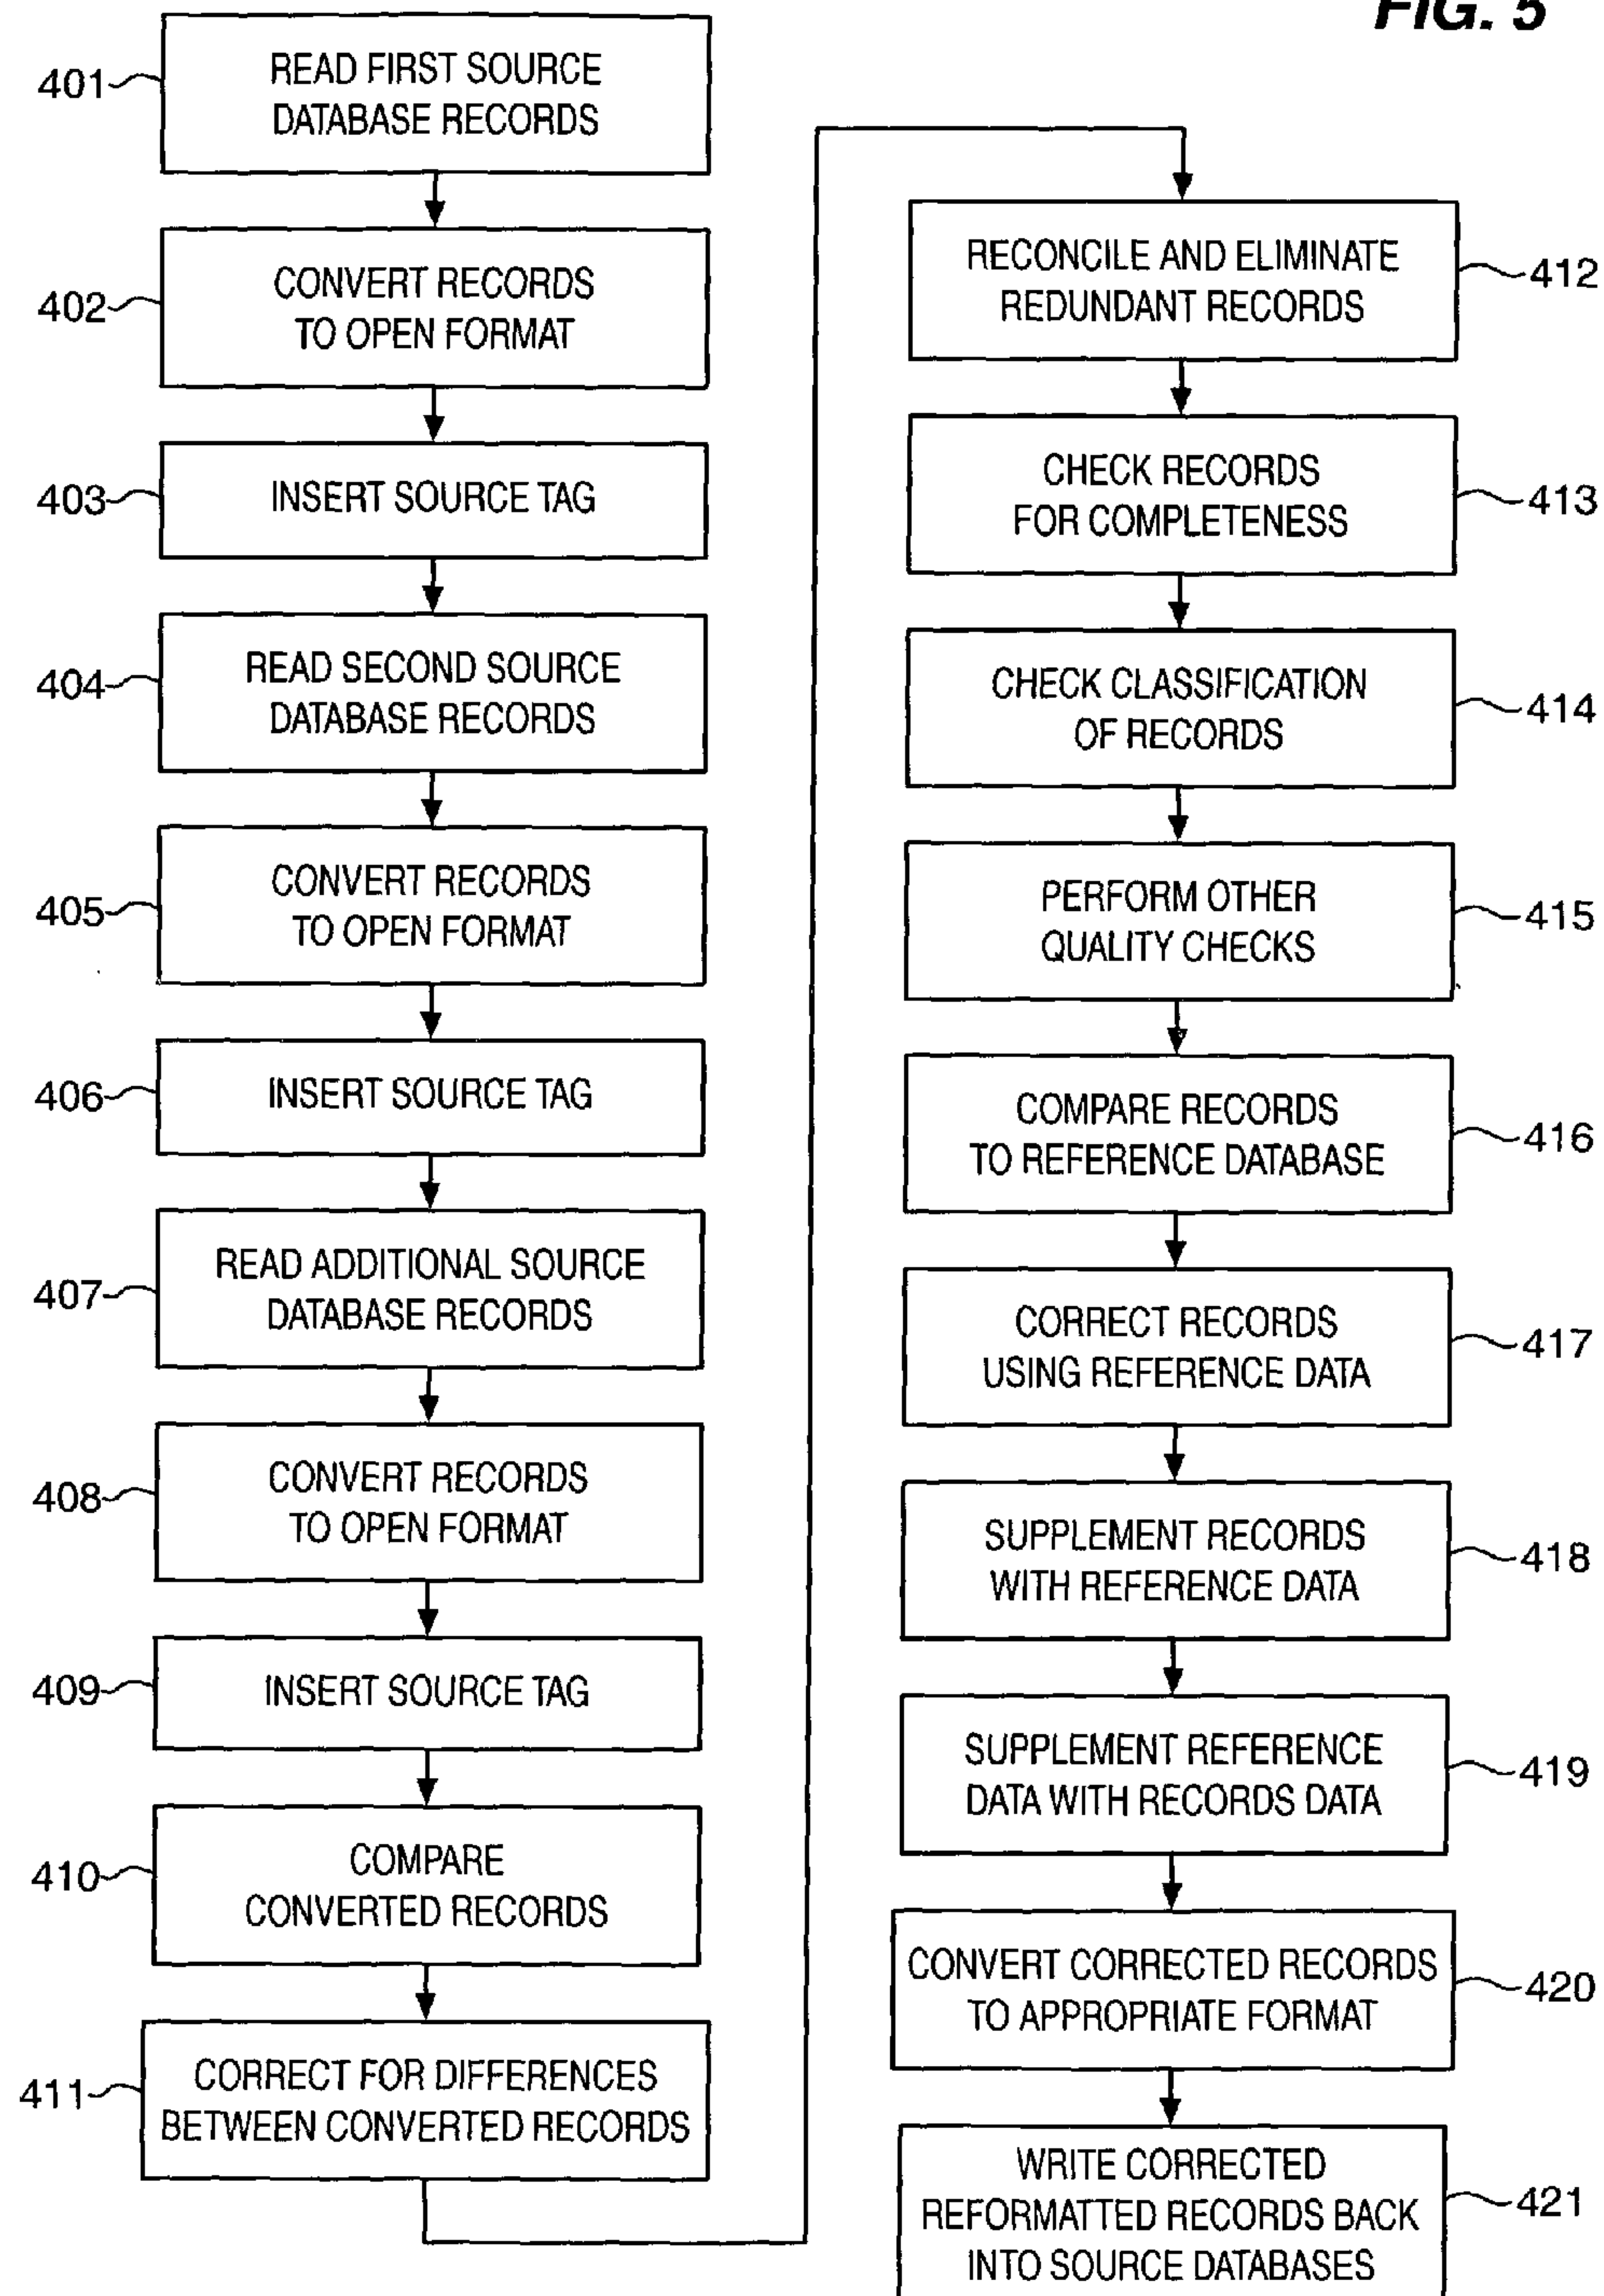 FIG. 5
401
READ FIRST SOURCE
DATABASE RECORDS
402
CONVERT RECORDS
TO OPEN FORMAT
403
INSERT SOURCE TAG
404
READ SECOND SOURCE
DATABASE RECORDS
405
CONVERT RECORDS
TO OPEN FORMAT
406
INSERT SOURCE TAG
407
READ ADDITIONAL SOURCE
DATABASE RECORDS
408
CONVERT RECORDS
TO OPEN FORMAT
409
INSERT SOURCE TAG
410
COMPARE
CONVERTED RECORDS
411
CORRECT FOR DIFFERENCES
BETWEEN CONVERTED RECORDS
RECONCILE AND ELIMINATE
REDUNDANT RECORDS
412
CHECK RECORDS
FOR COMPLETENESS
413
CHECK CLASSIFICATION
OF RECORDS
414
PERFORM OTHER
QUALITY CHECKS
415
COMPARE RECORDS
TO REFERENCE DATABASE
416
CORRECT RECORDS
USING REFERENCE DATA
417
SUPPLEMENT RECORDS
WITH REFERENCE DATA
418
SUPPLEMENT REFERENCE
DATA WITH RECORDS DATA
419
CONVERT CORRECTED RECORDS
TO APPROPRIATE FORMAT
420
WRITE CORRECTED
REFORMATTED RECORDS BACK
INTO SOURCE DATABASES
421